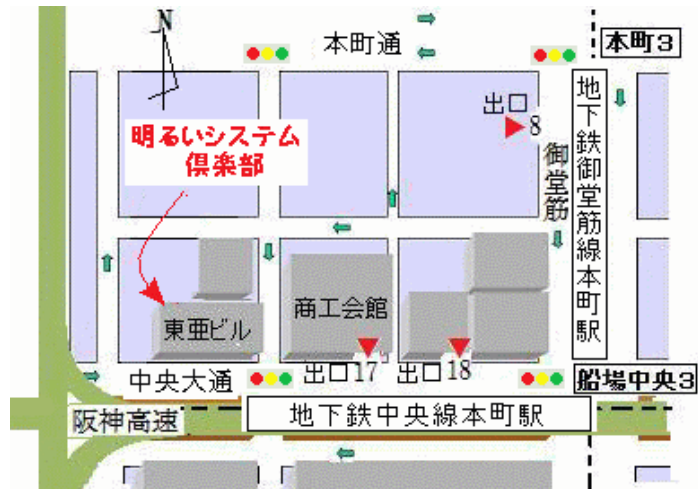 N
本町通
本町3
出口
8
明るいシステム
倶楽部
御堂筋
地下鉄御堂筋線本町駅
商工会館
東亜ビル
中央大通
出口17
出口18
船場中央3
阪神高速
地下鉄中央線本町駅